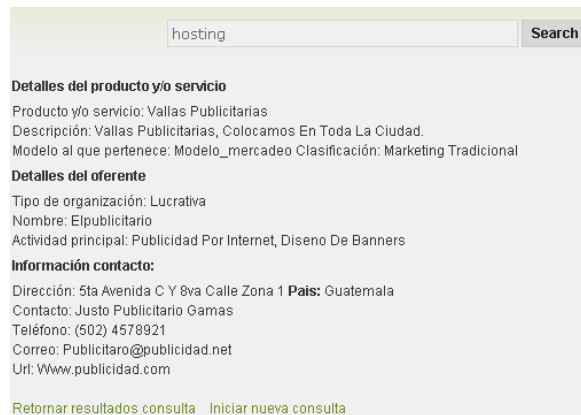 hosting Search
Detalles del producto y/o servicio
Producto y/o servicio: Vallas Publicitarias
Descripción: Vallas Publicitarias, Colocamos En Toda La Ciudad.
Modelo al que pertenece: Modelo_mercadeo Clasificación: Marketing Tradicional
Detalles del oferente
Tipo de organización: Lucrativa
Nombre: Elpublicitario
Actividad principal: Publicidad Por Internet, Diseno De Banners
Información contacto:
Dirección: 5ta Avenida C Y 8va Calle Zona 1 Pais: Guatemala
Contacto: Justo Publicitario Gamas
Teléfono: (502) 4578921
Correo: Publicitaro@publicidad.net
Url: Www.publicidad.com
Retornar resultados consulta Iniciar nueva consulta